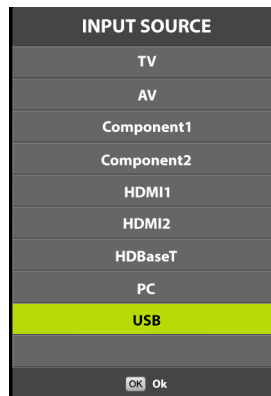 INPUT SOURCE
TV
AV
Component1
Component2
HDMI1
HDMI2
HDBaseT
PC
USB
OK Ok